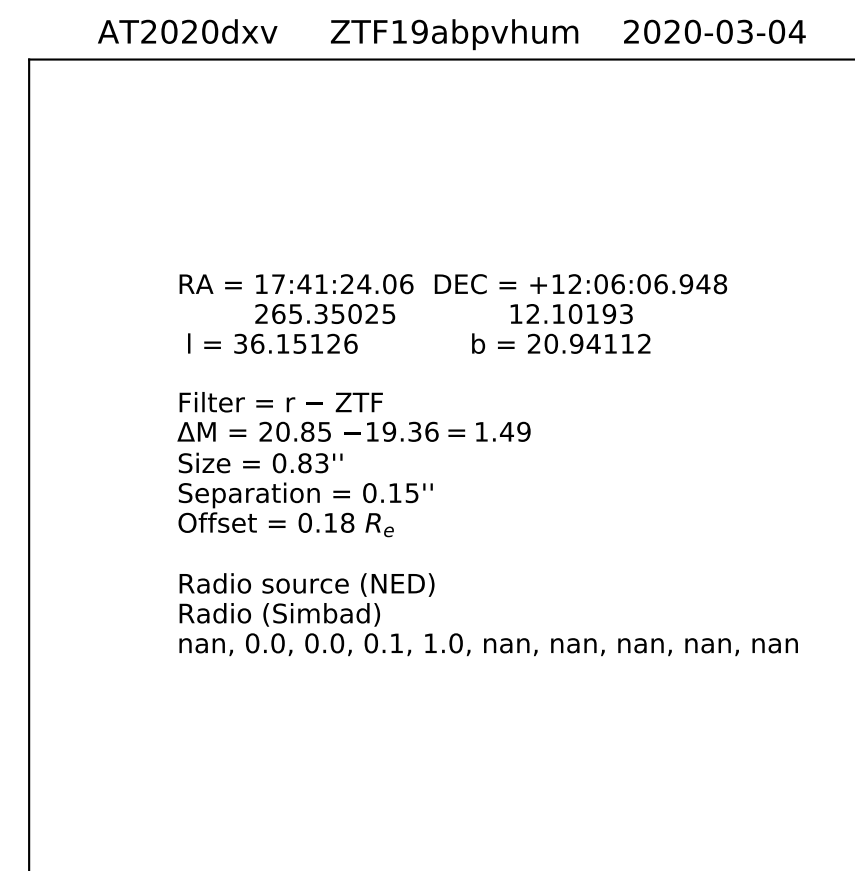 AT2020dxv ZTF19abpvhum 2020-03-04
RA = 17:41:24.06 DEC = +12:06:06.948
265.35025 12.10193
l = 36.15126 b = 20.94112
Filter = r − ZTF
ΔM = 20.85 −19.36 = 1.49
Size = 0.83''
Separation = 0.15''
Offset = 0.18 Re
Radio source (NED)
Radio (Simbad)
nan, 0.0, 0.0, 0.1, 1.0, nan, nan, nan, nan, nan